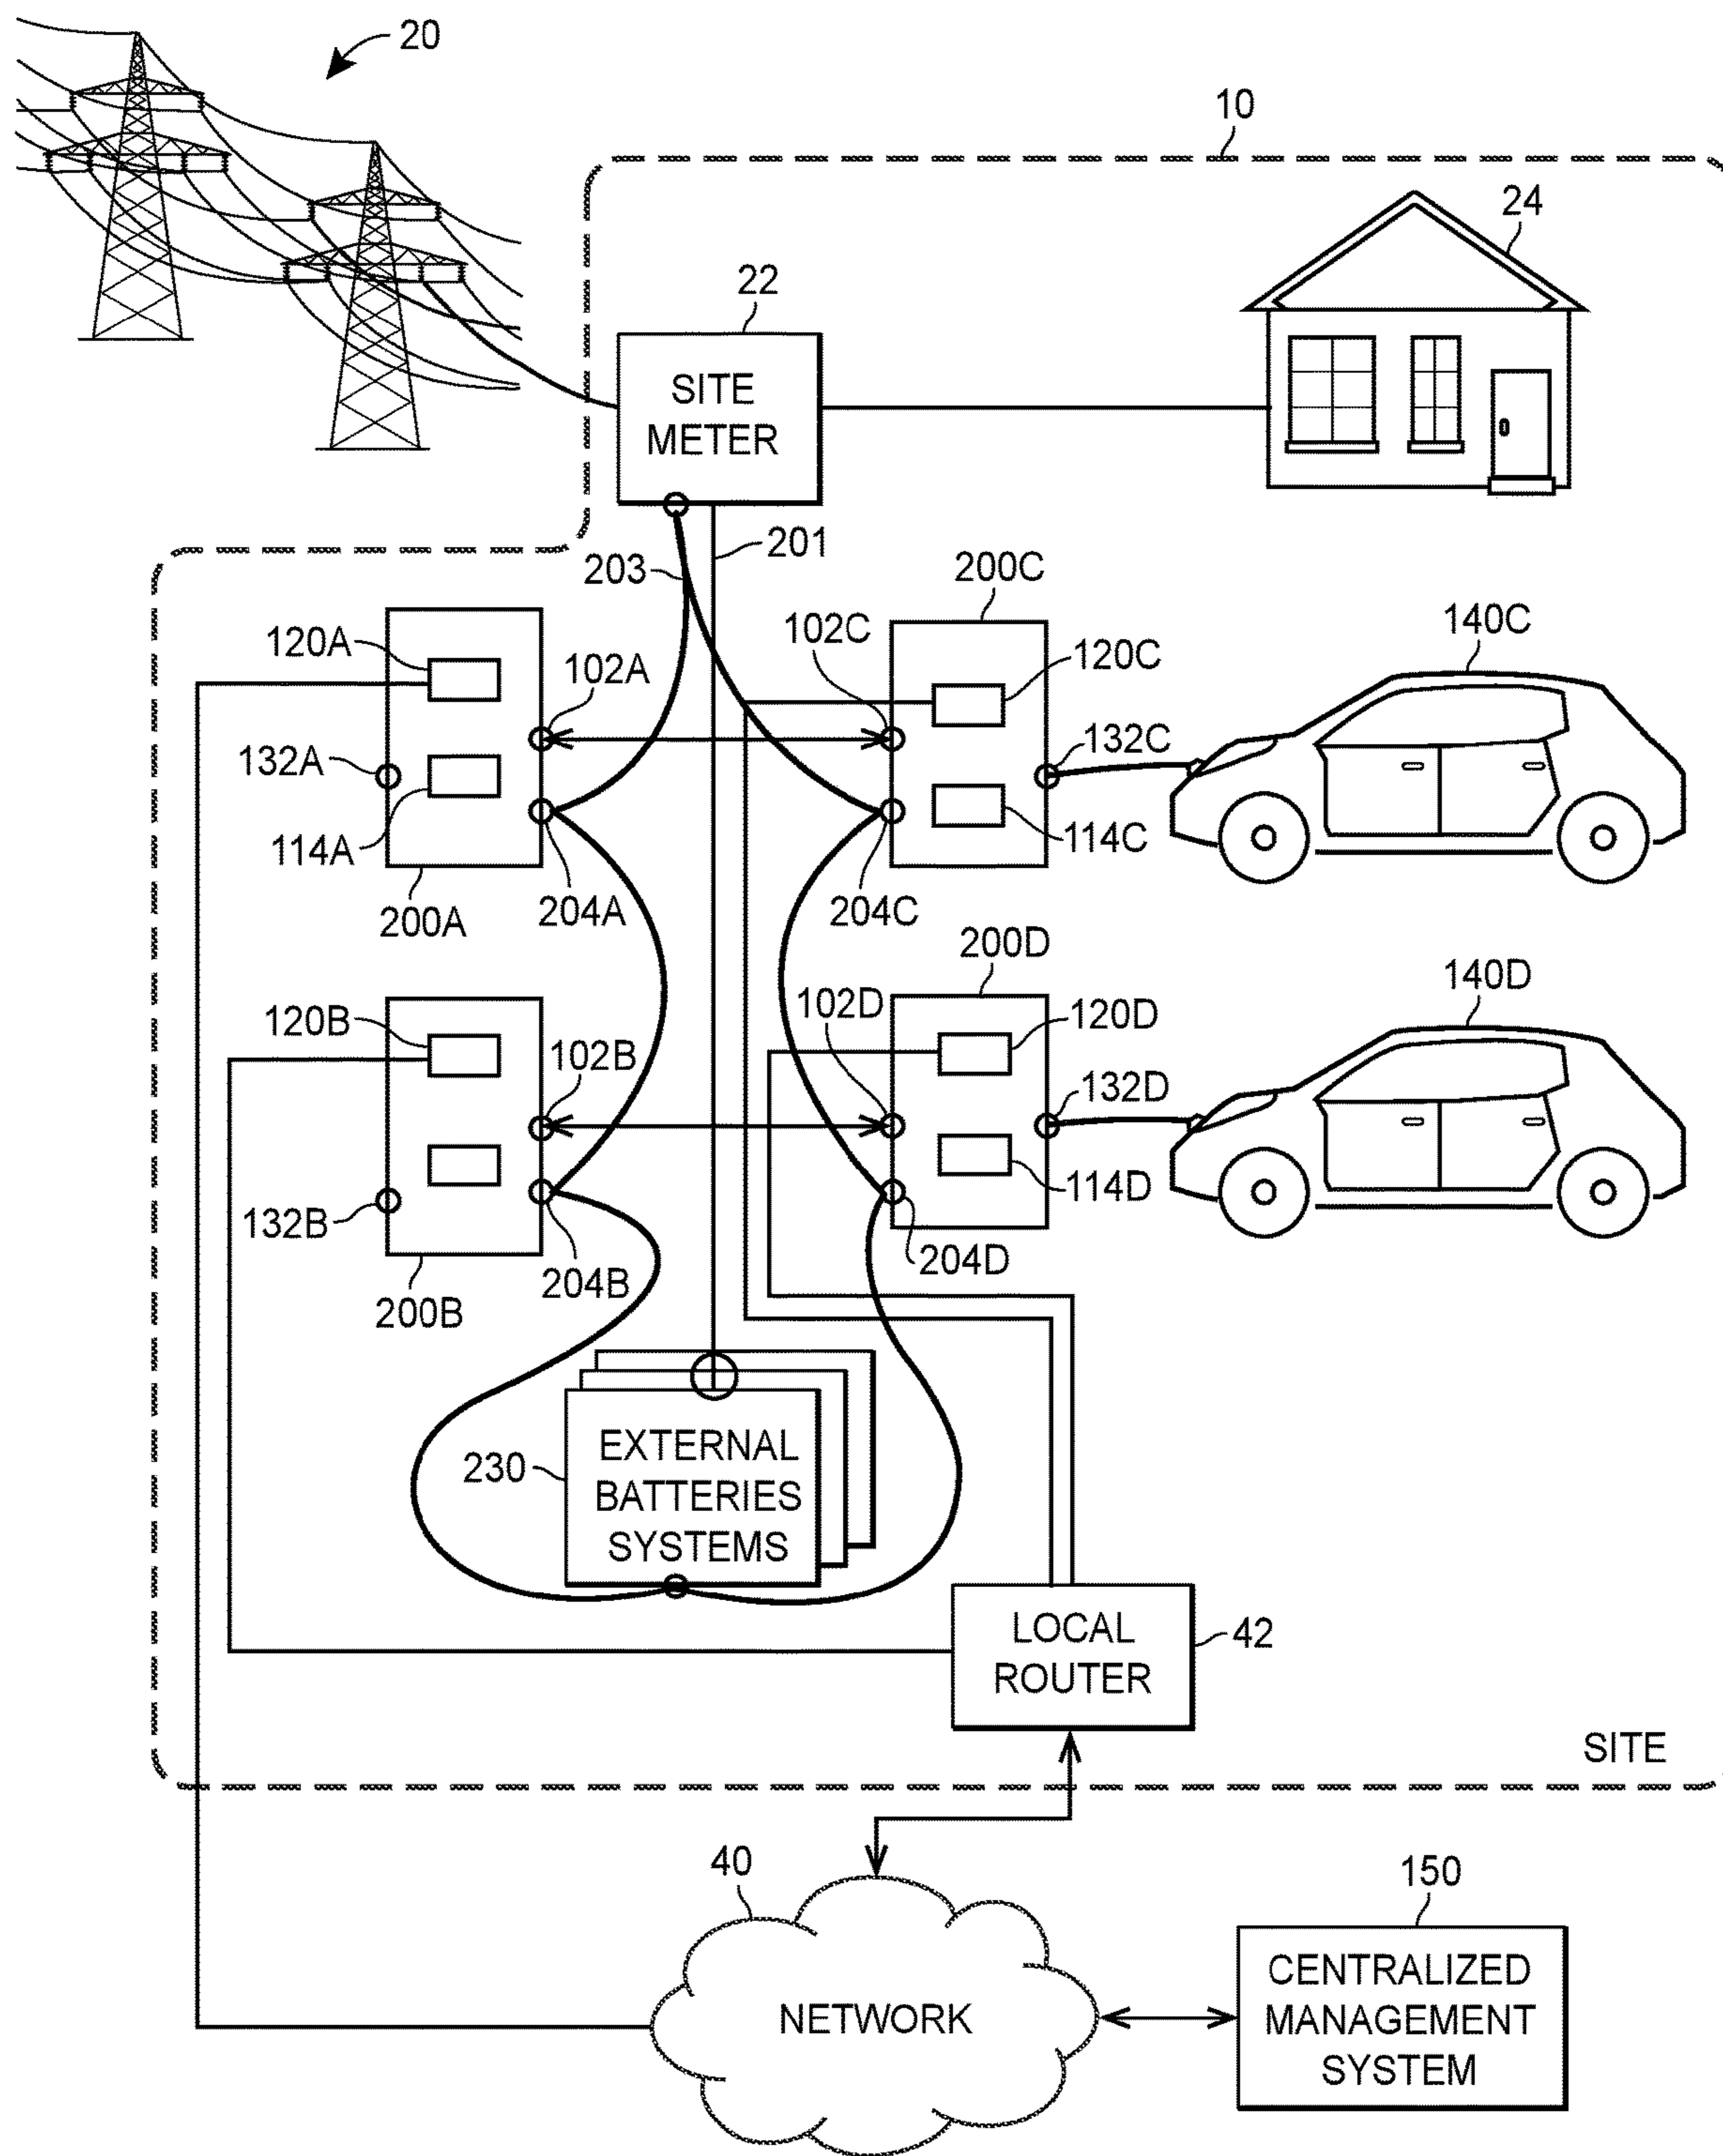 20
10
24
22
SITE
METER
201
203
200C
120A
102A
102C
120C
140C
132A
132C
114A
114C
200A
204A
204C
200D
140D
120B
102B
102D
120D
132D
132B
114D
204B
204D
200B
230
EXTERNAL
BATTERIES
SYSTEMS
LOCAL
ROUTER
42
SITE
40
150
NETWORK
CENTRALIZED
MANAGEMENT
SYSTEM